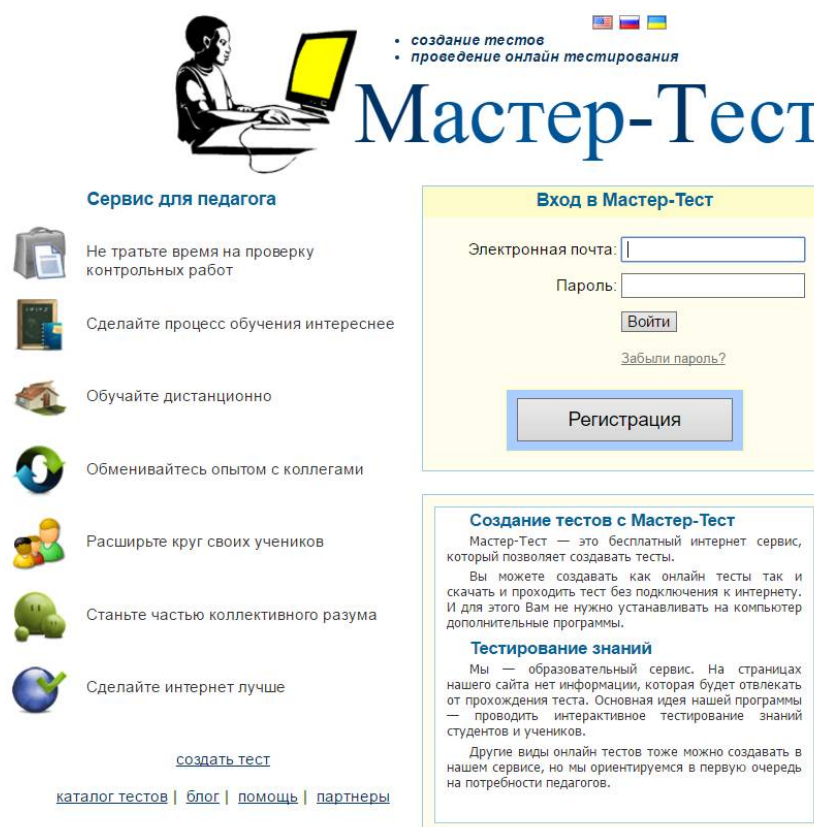 создание тестов
проведение онлайн тестирования
Мастер-Тест
Сервис для педагога
Не тратьте время на проверку
контрольных работ
Сделайте процесс обучения интереснее
Обучайте дистанционно
Обменивайтесь опытом с коллегами
Расширьте круг своих учеников
Станьте частью коллективного разума
Сделайте интернет лучше
создать тест
каталог тестов | блог | помощь | партнеры
Вход в Мастер-Тест
Электронная почта:
Пароль:
Войти
Забыли пароль?
Регистрация
Создание тестов с Мастер-Тест
Мастер-Тест — это бесплатный интернет сервис,
который позволяет создавать тесты.
Вы можете создавать как онлайн тесты так и
скачать и проходить тест без подключения к интернету.
И для этого Вам не нужно устанавливать на компьютер
дополнительные программы.
Тестирование знаний
Мы — образовательный сервис. На страницах
нашего сайта нет информации, которая будет отвлекать
от прохождения теста. Основная идея нашей программы
— проводить интерактивное тестирование знаний
студентов и учеников.
Другие виды онлайн тестов тоже можно создавать в
нашем сервисе, но мы ориентируемся в первую очередь
на потребности педагогов.